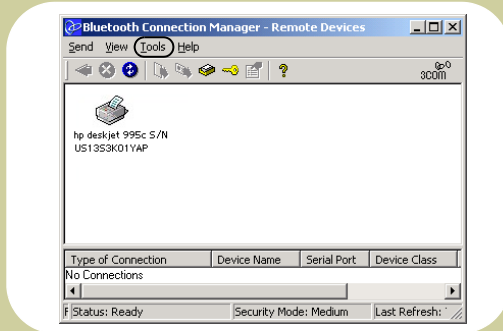 Bluetooth Connection Manager - Remote Devices
Send View Tools Help
3COM
hp deskjet 995c S/N
US13S3K01YAP
Type of Connection Device Name Serial Port Device Class
No Connections
F Status: Ready Security Mode: Medium Last Refresh: